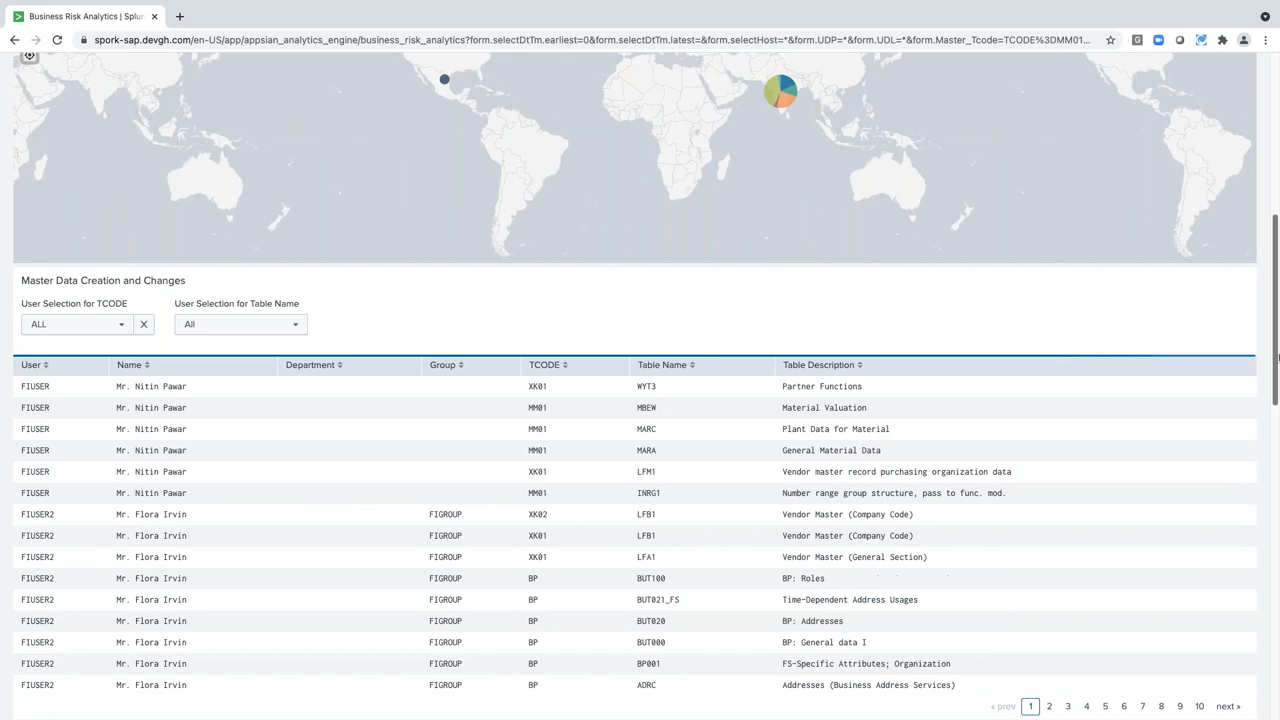 Business Risk Analytics | Splu
spork-sap.devgh.com/en-US/app/appsian_analytics_engine/business_risk_analytics?form.selectDtTm.earliest=0&form.selectDtTm.latest=&form.selectHost=*&form.UDP=*&form.UDL=*&form.Master_Tcode=TCODE%3DMM01...
Master Data Creation and Changes
User Selection for TCODE User Selection for Table Name
ALL All
User Name Department Group TCODE Table Name Table Description
FIUSER Mr. Nitin Pawar XK01 WYT3 Partner Functions
FIUSER Mr. Nitin Pawar MM01 MBEW Material Valuation
FIUSER Mr. Nitin Pawar MM01 MARC Plant Data for Material
FIUSER Mr. Nitin Pawar MM01 MARA General Material Data
FIUSER Mr. Nitin Pawar XK01 LFM1 Vendor master record purchasing organization data
FIUSER Mr. Nitin Pawar MM01 INRG1 Number range group structure, pass to func. mod.
FIUSER2 Mr. Flora Irvin FIGROUP XK02 LFB1 Vendor Master (Company Code)
FIUSER2 Mr. Flora Irvin FIGROUP XK01 LFB1 Vendor Master (Company Code)
FIUSER2 Mr. Flora Irvin FIGROUP XK01 LFA1 Vendor Master (General Section)
FIUSER2 Mr. Flora Irvin FIGROUP BP BUT100 BP: Roles
FIUSER2 Mr. Flora Irvin FIGROUP BP BUT021_FS Time-Dependent Address Usages
FIUSER2 Mr. Flora Irvin FIGROUP BP BUT020 BP: Addresses
FIUSER2 Mr. Flora Irvin FIGROUP BP BUT000 BP: General data I
FIUSER2 Mr. Flora Irvin FIGROUP BP BP001 FS-Specific Attributes; Organization
FIUSER2 Mr. Flora Irvin FIGROUP BP ADRC Addresses (Business Address Services)
« prev 1 2 3 4 5 6 7 8 9 10 next »